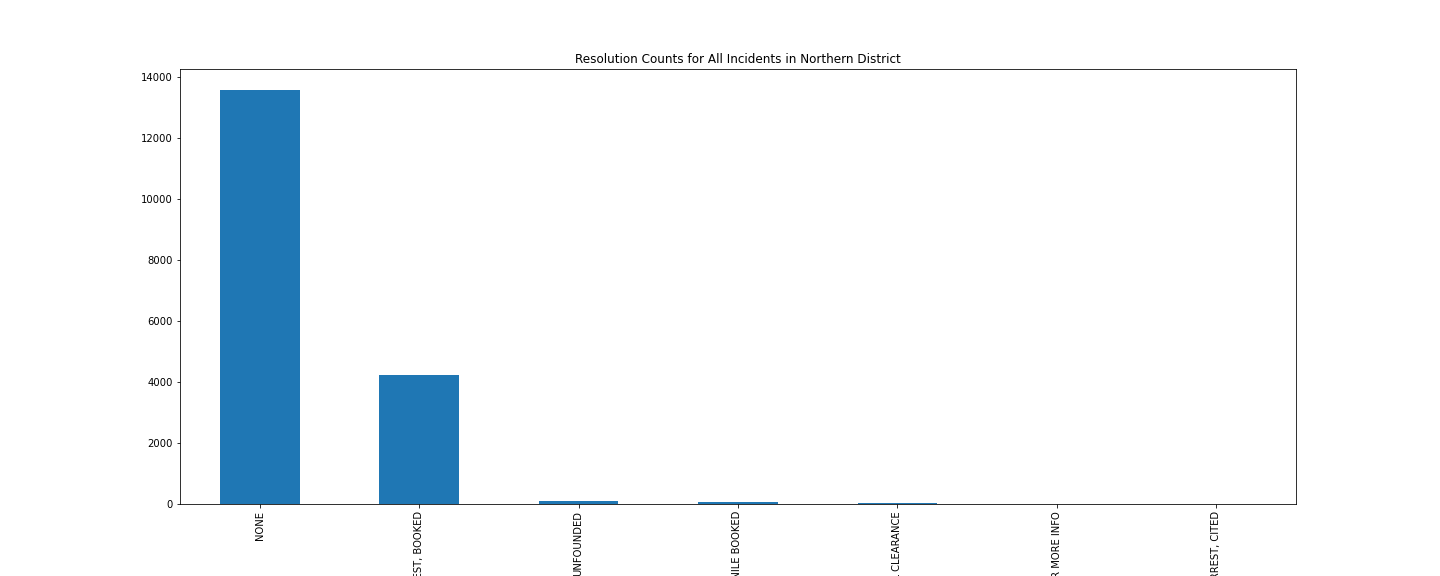 Resolution Counts for All Incidents in Northern District
14000
12000
10000
8000
6000
4000
2000
0
NONE
EST, BOOKED
UNFOUNDED
NILE BOOKED
CLEARANCE
R MORE INFO
RREST, CITED